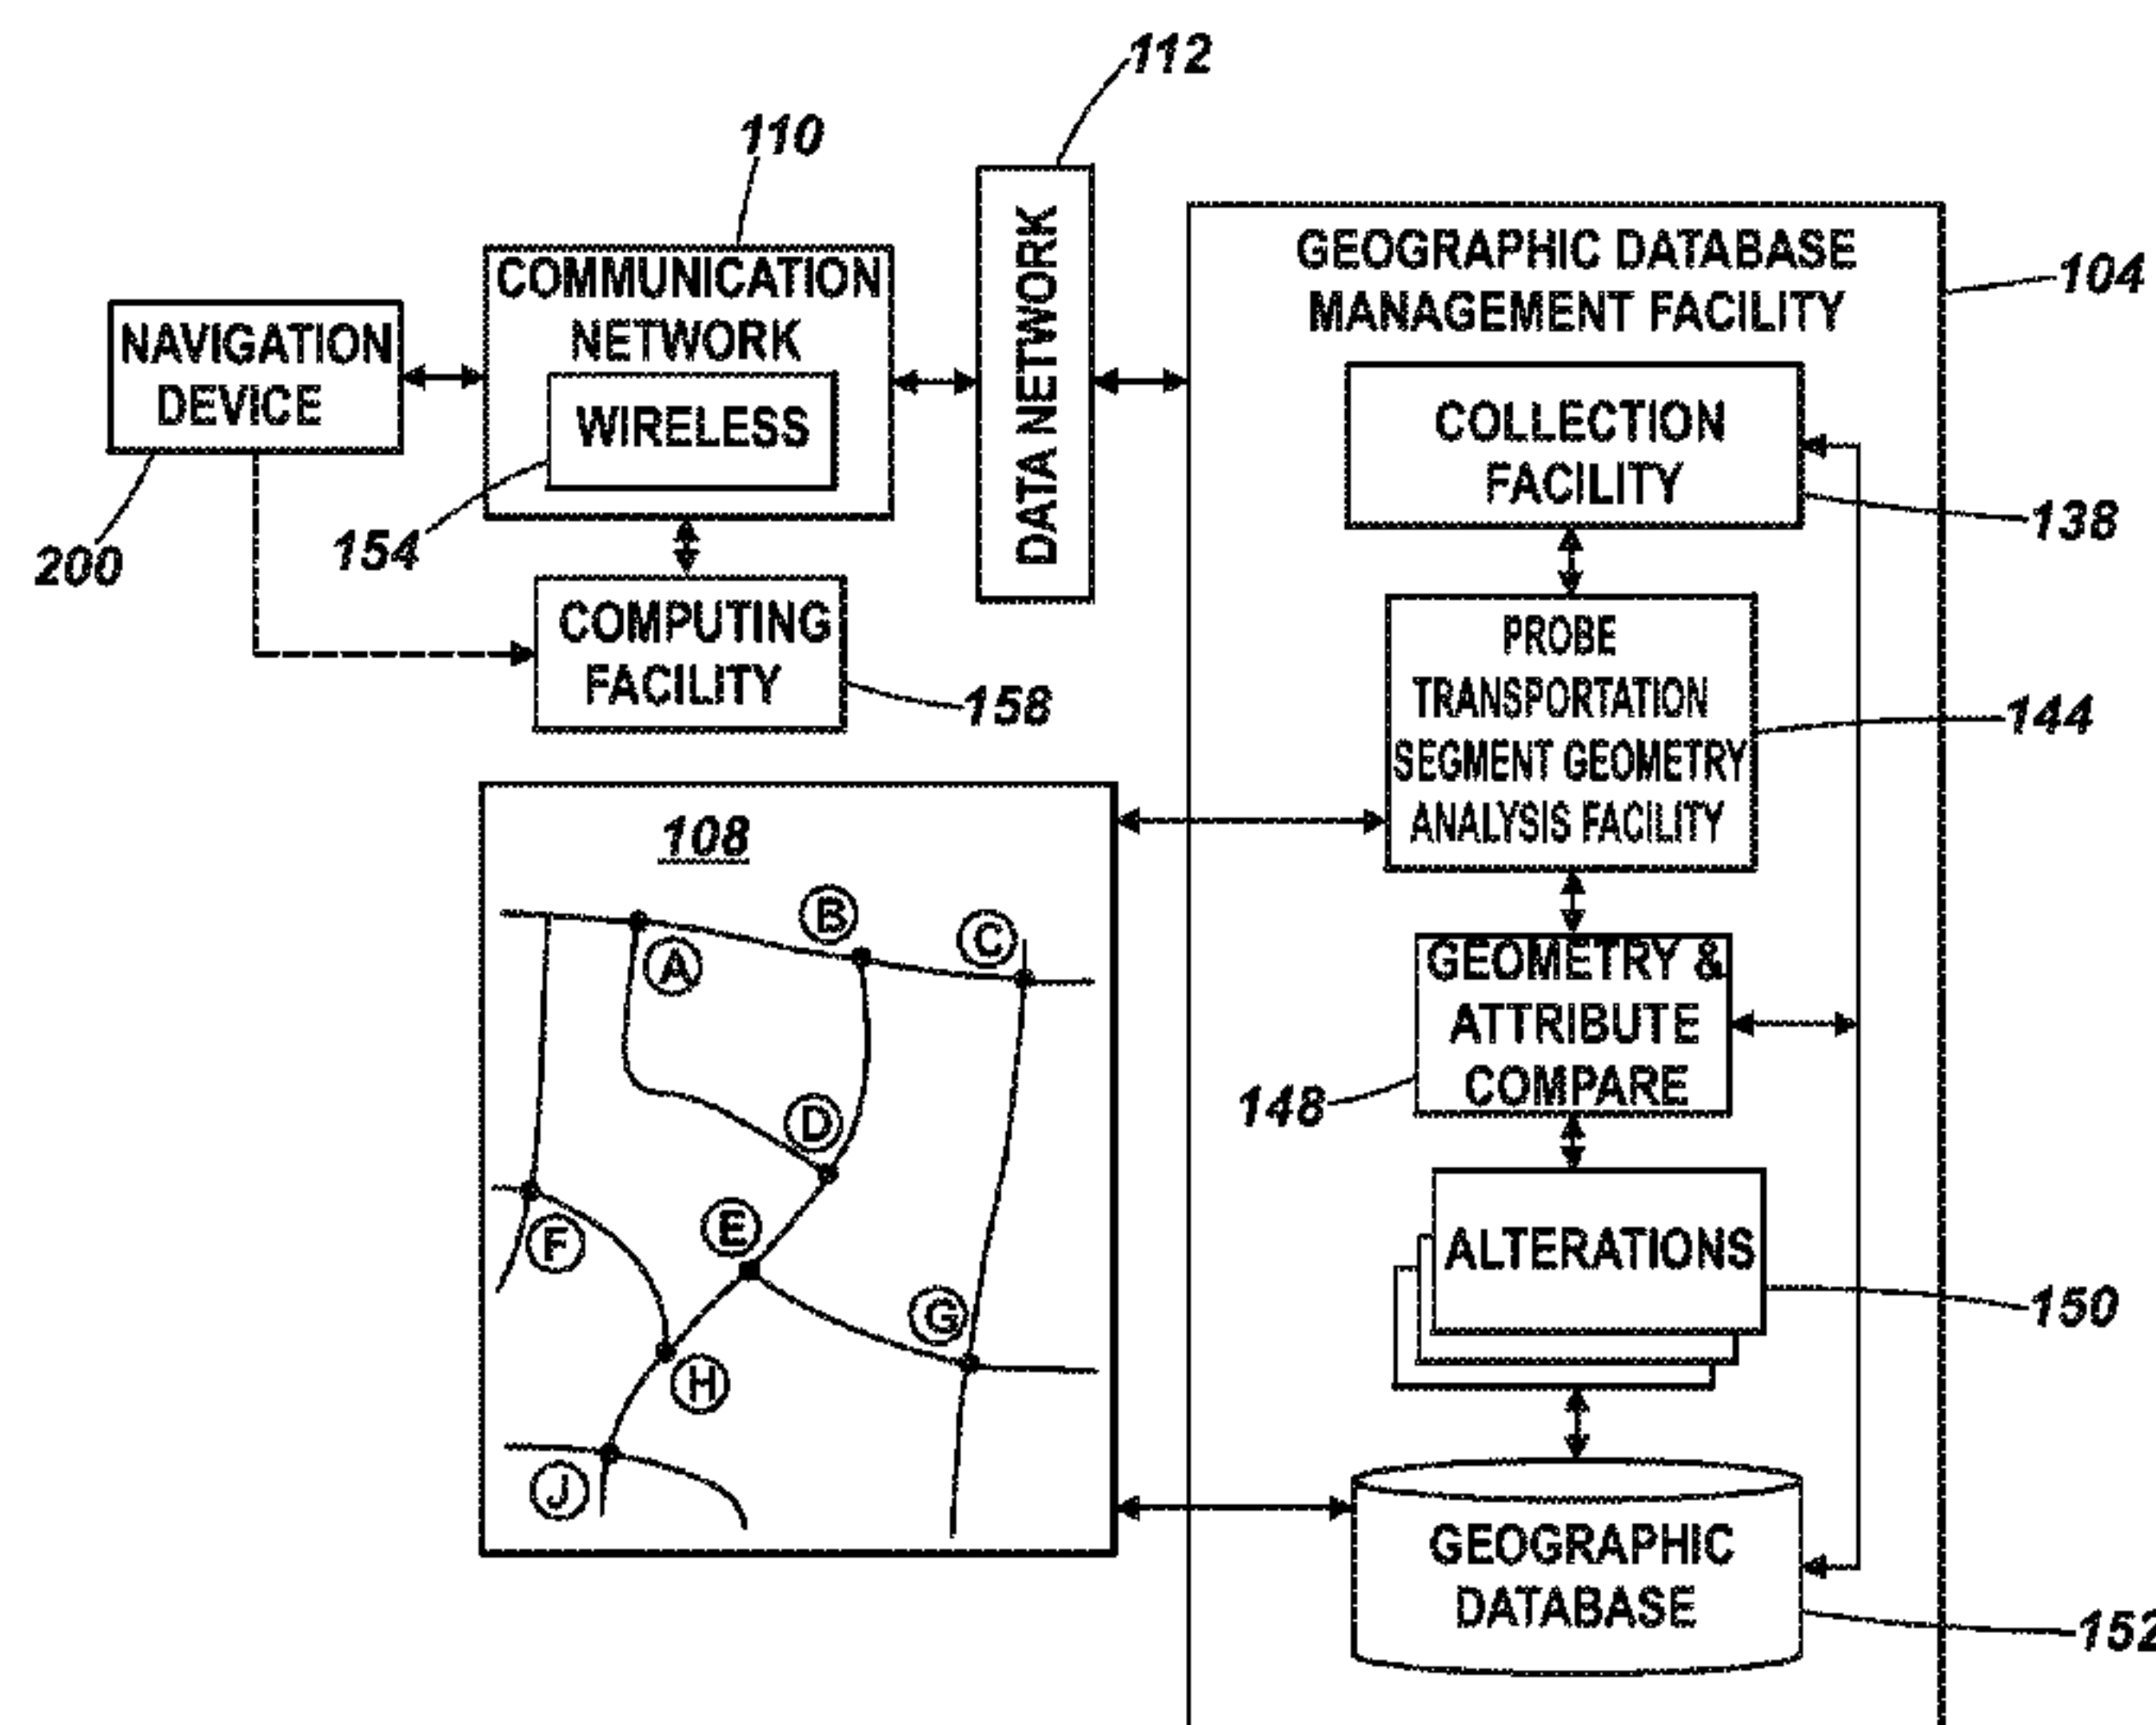 112
110
COMMUNICATION
NETWORK
WIRELESS
NAVIGATION
DEVICE
200
154
COMPUTING
FACILITY
158
DATA NETWORK
GEOGRAPHIC DATABASE
MANAGEMENT FACILITY
104
COLLECTION
FACILITY
138
PROBE
TRANSPORTATION
SEGMENT GEOMETRY
ANALYSIS FACILITY
144
GEOMETRY &
ATTRIBUTE
COMPARE
148
ALTERATIONS
150
GEOGRAPHIC
DATABASE
152
108
A
B
C
D
E
F
G
H
J